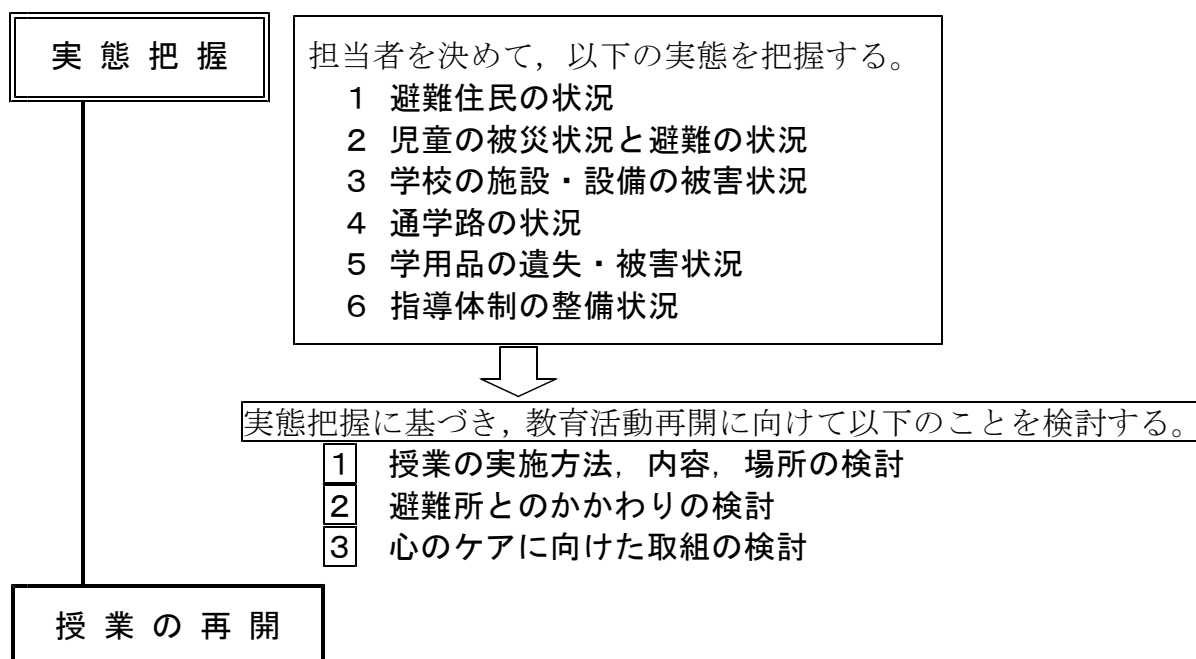 実態把握
担当者を決めて，以下の実態を把握する。
１ 避難住民の状況
２ 児童の被災状況と避難の状況
３ 学校の施設・設備の被害状況
４ 通学路の状況
５ 学用品の遺失・被害状況
６ 指導体制の整備状況
実態把握に基づき，教育活動再開に向けて以下のことを検討する。
１ 授業の実施方法，内容，場所の検討
２ 避難所とのかかわりの検討
３ 心のケアに向けた取組の検討
授業の再開